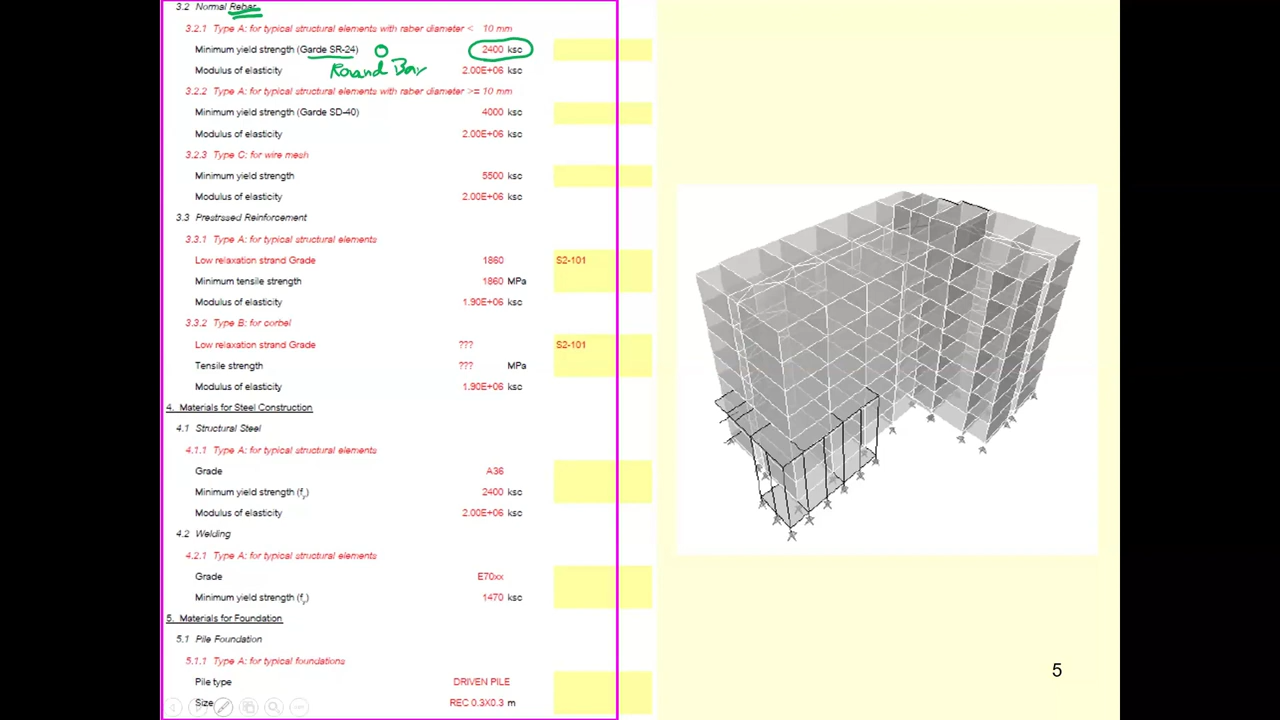 3.2 Normal Rebar
3.2.1 Type A: for typical structural elements with raber diameter < 10 mm
Minimum yield strength (Garde SR-24) 2400 ksc
Round Bar
Modulus of elasticity 2.00E+06 ksc
3.2.2 Type A: for typical structural elements with raber diameter >= 10 mm
Minimum yield strength (Garde SD-40) 4000 ksc
Modulus of elasticity 2.00E+06 ksc
3.2.3 Type C: for wire mesh
Minimum yield strength 5500 ksc
Modulus of elasticity 2.00E+06 ksc
3.3 Prestrssed Reinforcement
3.3.1 Type A: for typical structural elements
Low relaxation strand Grade 1860 S2-101
Minimum tensile strength 1860 MPa
Modulus of elasticity 1.90E+06 ksc
3.3.2 Type B: for corbel
Low relaxation strand Grade ??? S2-101
Tensile strength ??? MPa
Modulus of elasticity 1.90E+06 ksc
4. Materials for Steel Construction
4.1 Structural Steel
4.1.1 Type A: for typical structural elements
Grade A36
Minimum yield strength (fy) 2400 ksc
Modulus of elasticity 2.00E+06 ksc
4.2 Welding
4.2.1 Type A: for typical structural elements
Grade E70xx
Minimum yield strength (fy) 1470 ksc
5. Materials for Foundation
5.1 Pile Foundation
5.1.1 Type A: for typical foundations
Pile type DRIVEN PILE
Size REC 0.3X0.3 m
5